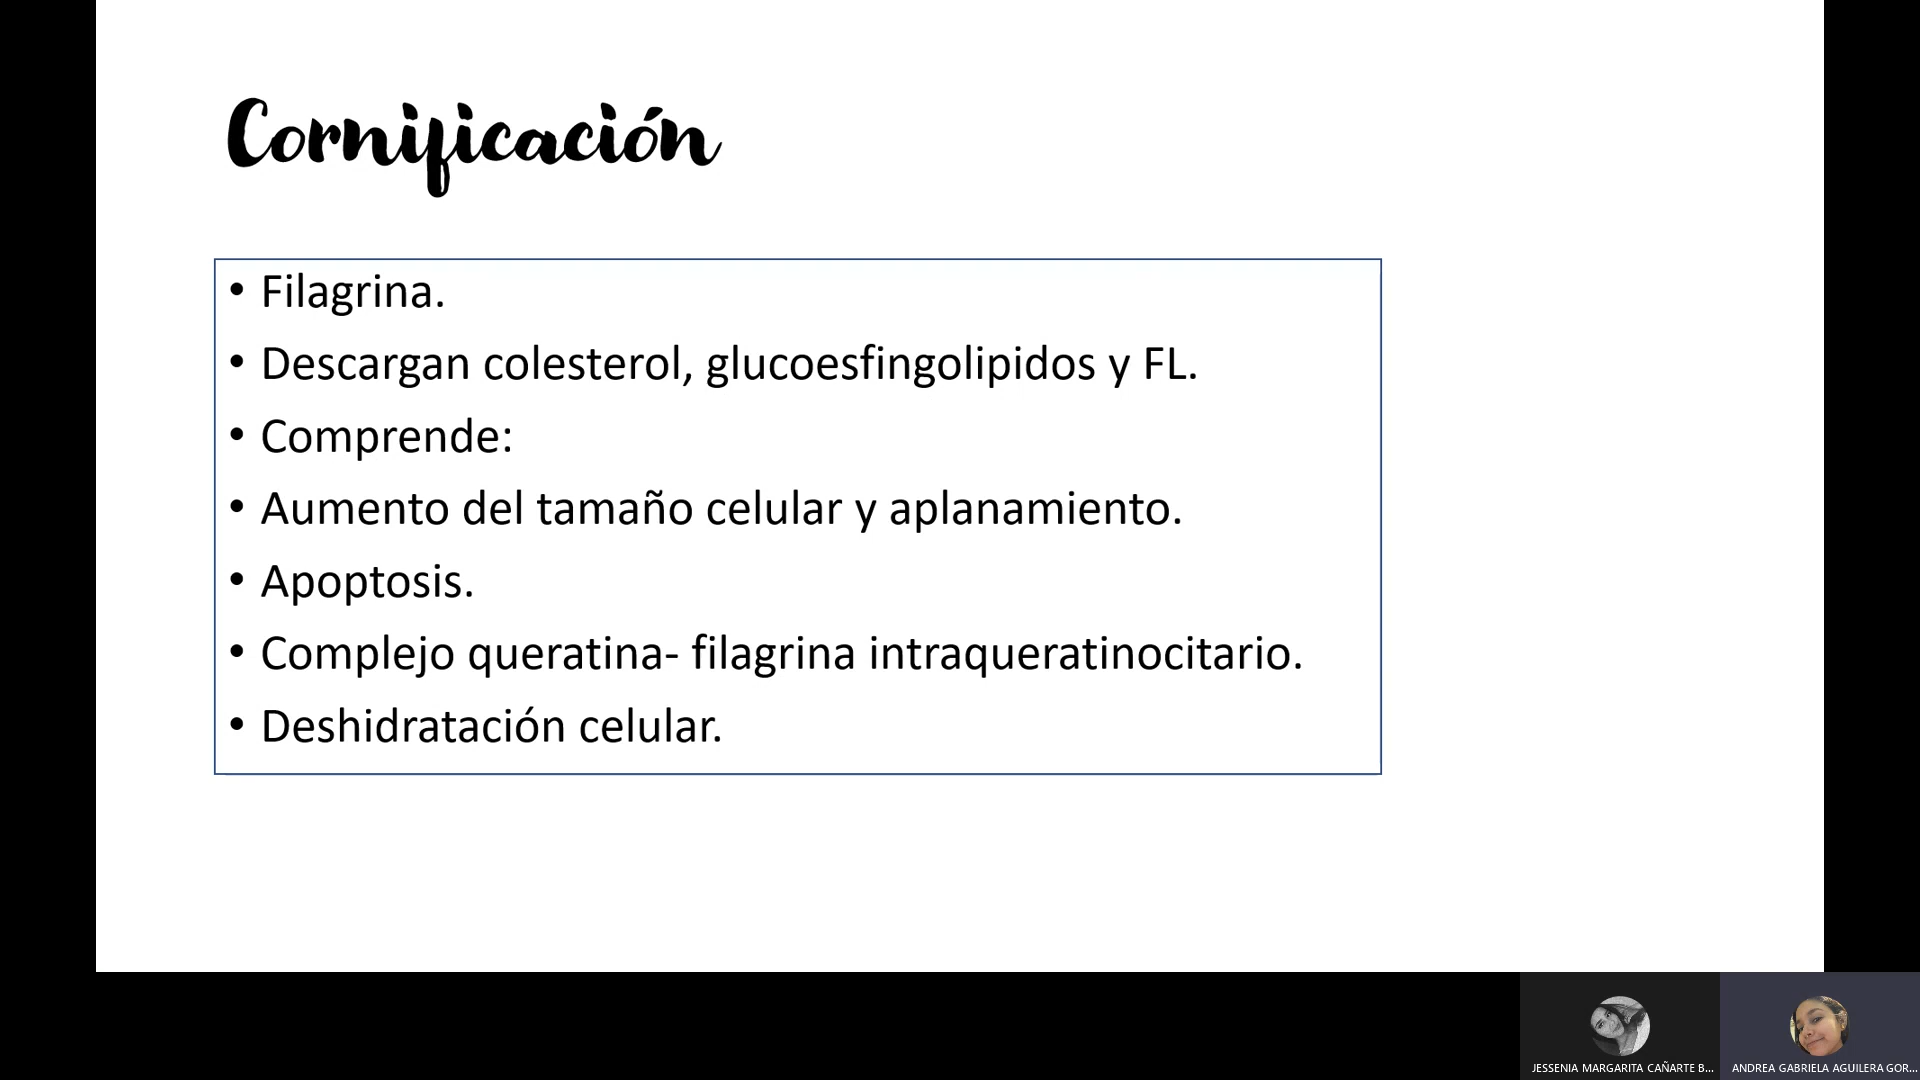 Cornificación
• Filagrina.
• Descargan colesterol, glucoesfingolipidos y FL.
• Comprende:
• Aumento del tamaño celular y aplanamiento.
• Apoptosis.
• Complejo queratina- filagrina intraqueratinocitario.
• Deshidratación celular.
JESSENIA MARGARITA CAÑARTE B...
ANDREA GABRIELA AGUILERA GOR...